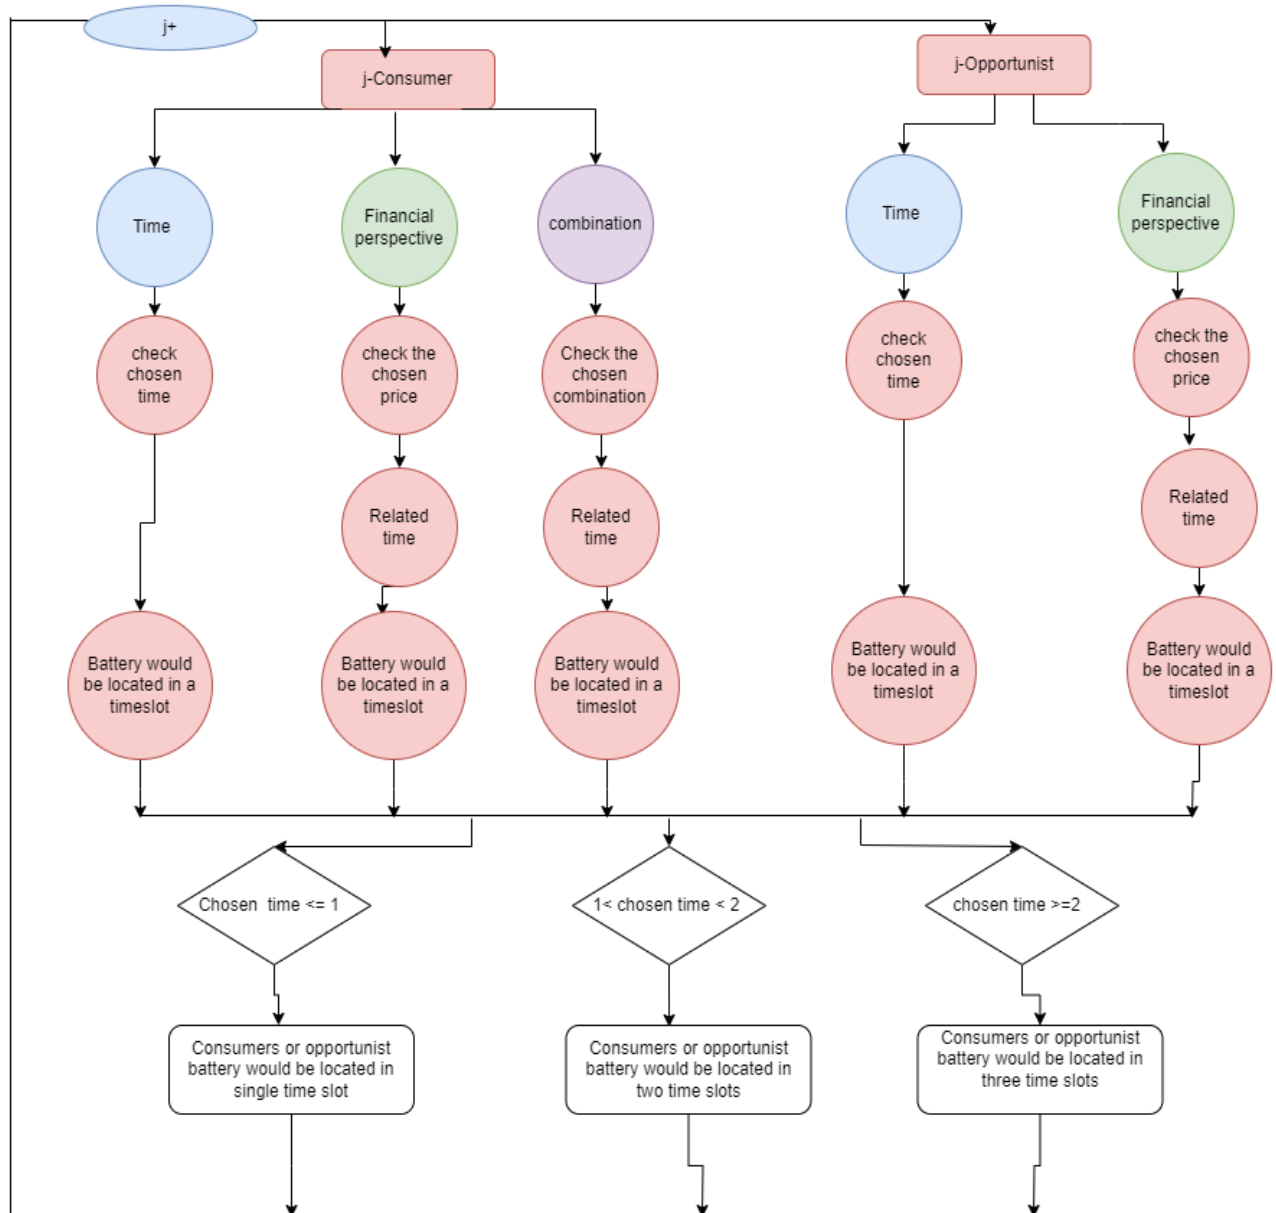 j+
j-Consumer
j-Opportunist
Time
Financial
perspective
combination
Time
Financial
perspective
check
chosen
time
check the
chosen
price
Check the
chosen
combination
check
chosen
time
check the
chosen
price
Related
time
Related
time
Related
time
Battery would
be located in a
timeslot
Battery would
be located in a
timeslot
Battery would
be located in a
timeslot
Battery would
be located in a
timeslot
Battery would
be located in a
timeslot
Chosen  time <= 1
1< chosen time < 2
chosen time >=2
Consumers or opportunist
battery would be located in
single time slot
Consumers or opportunist
battery would be located in
two time slots
Consumers or opportunist
battery would be located in
three time slots